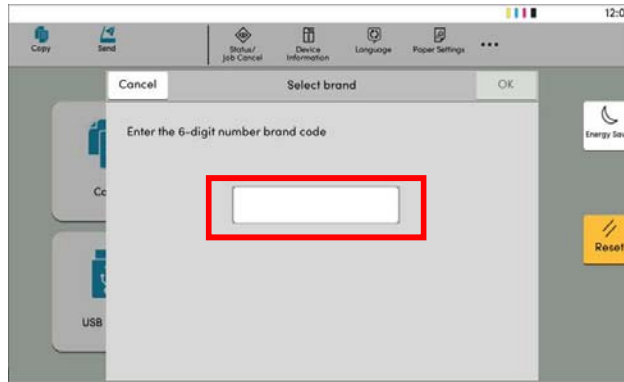 12:0
Copy
Send
Status/
Job Cancel
Device
Information
Language
Paper Settings
Cancel
Select brand
OK
Enter the 6-digit number brand code
Energy Sav
Co
Reset
USB